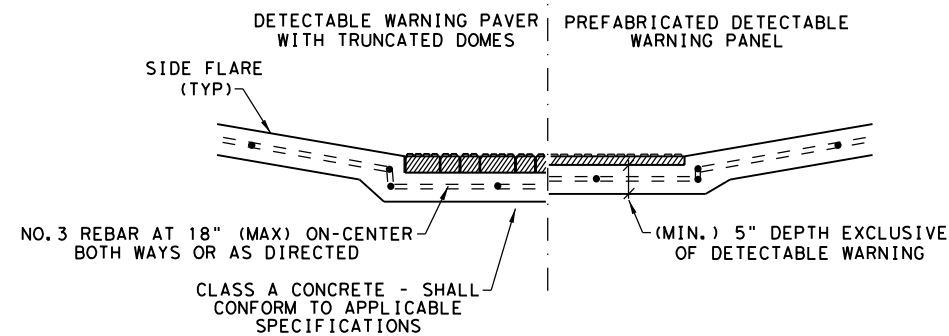 DETECTABLE WARNING PAVER
WITH TRUNCATED DOMES
PREFABRICATED DETECTABLE
WARNING PANEL
SIDE FLARE
(TYP)
NO.3 REBAR AT 18" (MAX) ON-CENTER
BOTH WAYS OR AS DIRECTED
(MIN.) 5" DEPTH EXCLUSIVE
OF DETECTABLE WARNING
CLASS A CONCRETE - SHALL
CONFORM TO APPLICABLE
SPECIFICATIONS